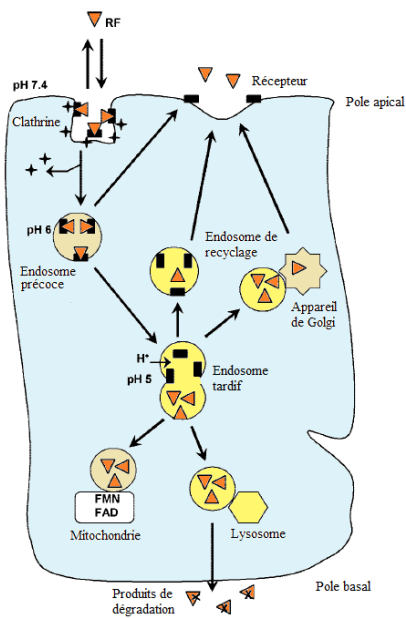 RF
pH 7.4
Récepteur
Pole apical
Clathrine
pH 6
Endosome
précoce
Endosome de
recyclage
Appareil
de Golgi
H+
pH 5
Endosome
tardif
FMN
FAD
Mitochondrie
Lysosome
Pole basal
Produits de
dégradation